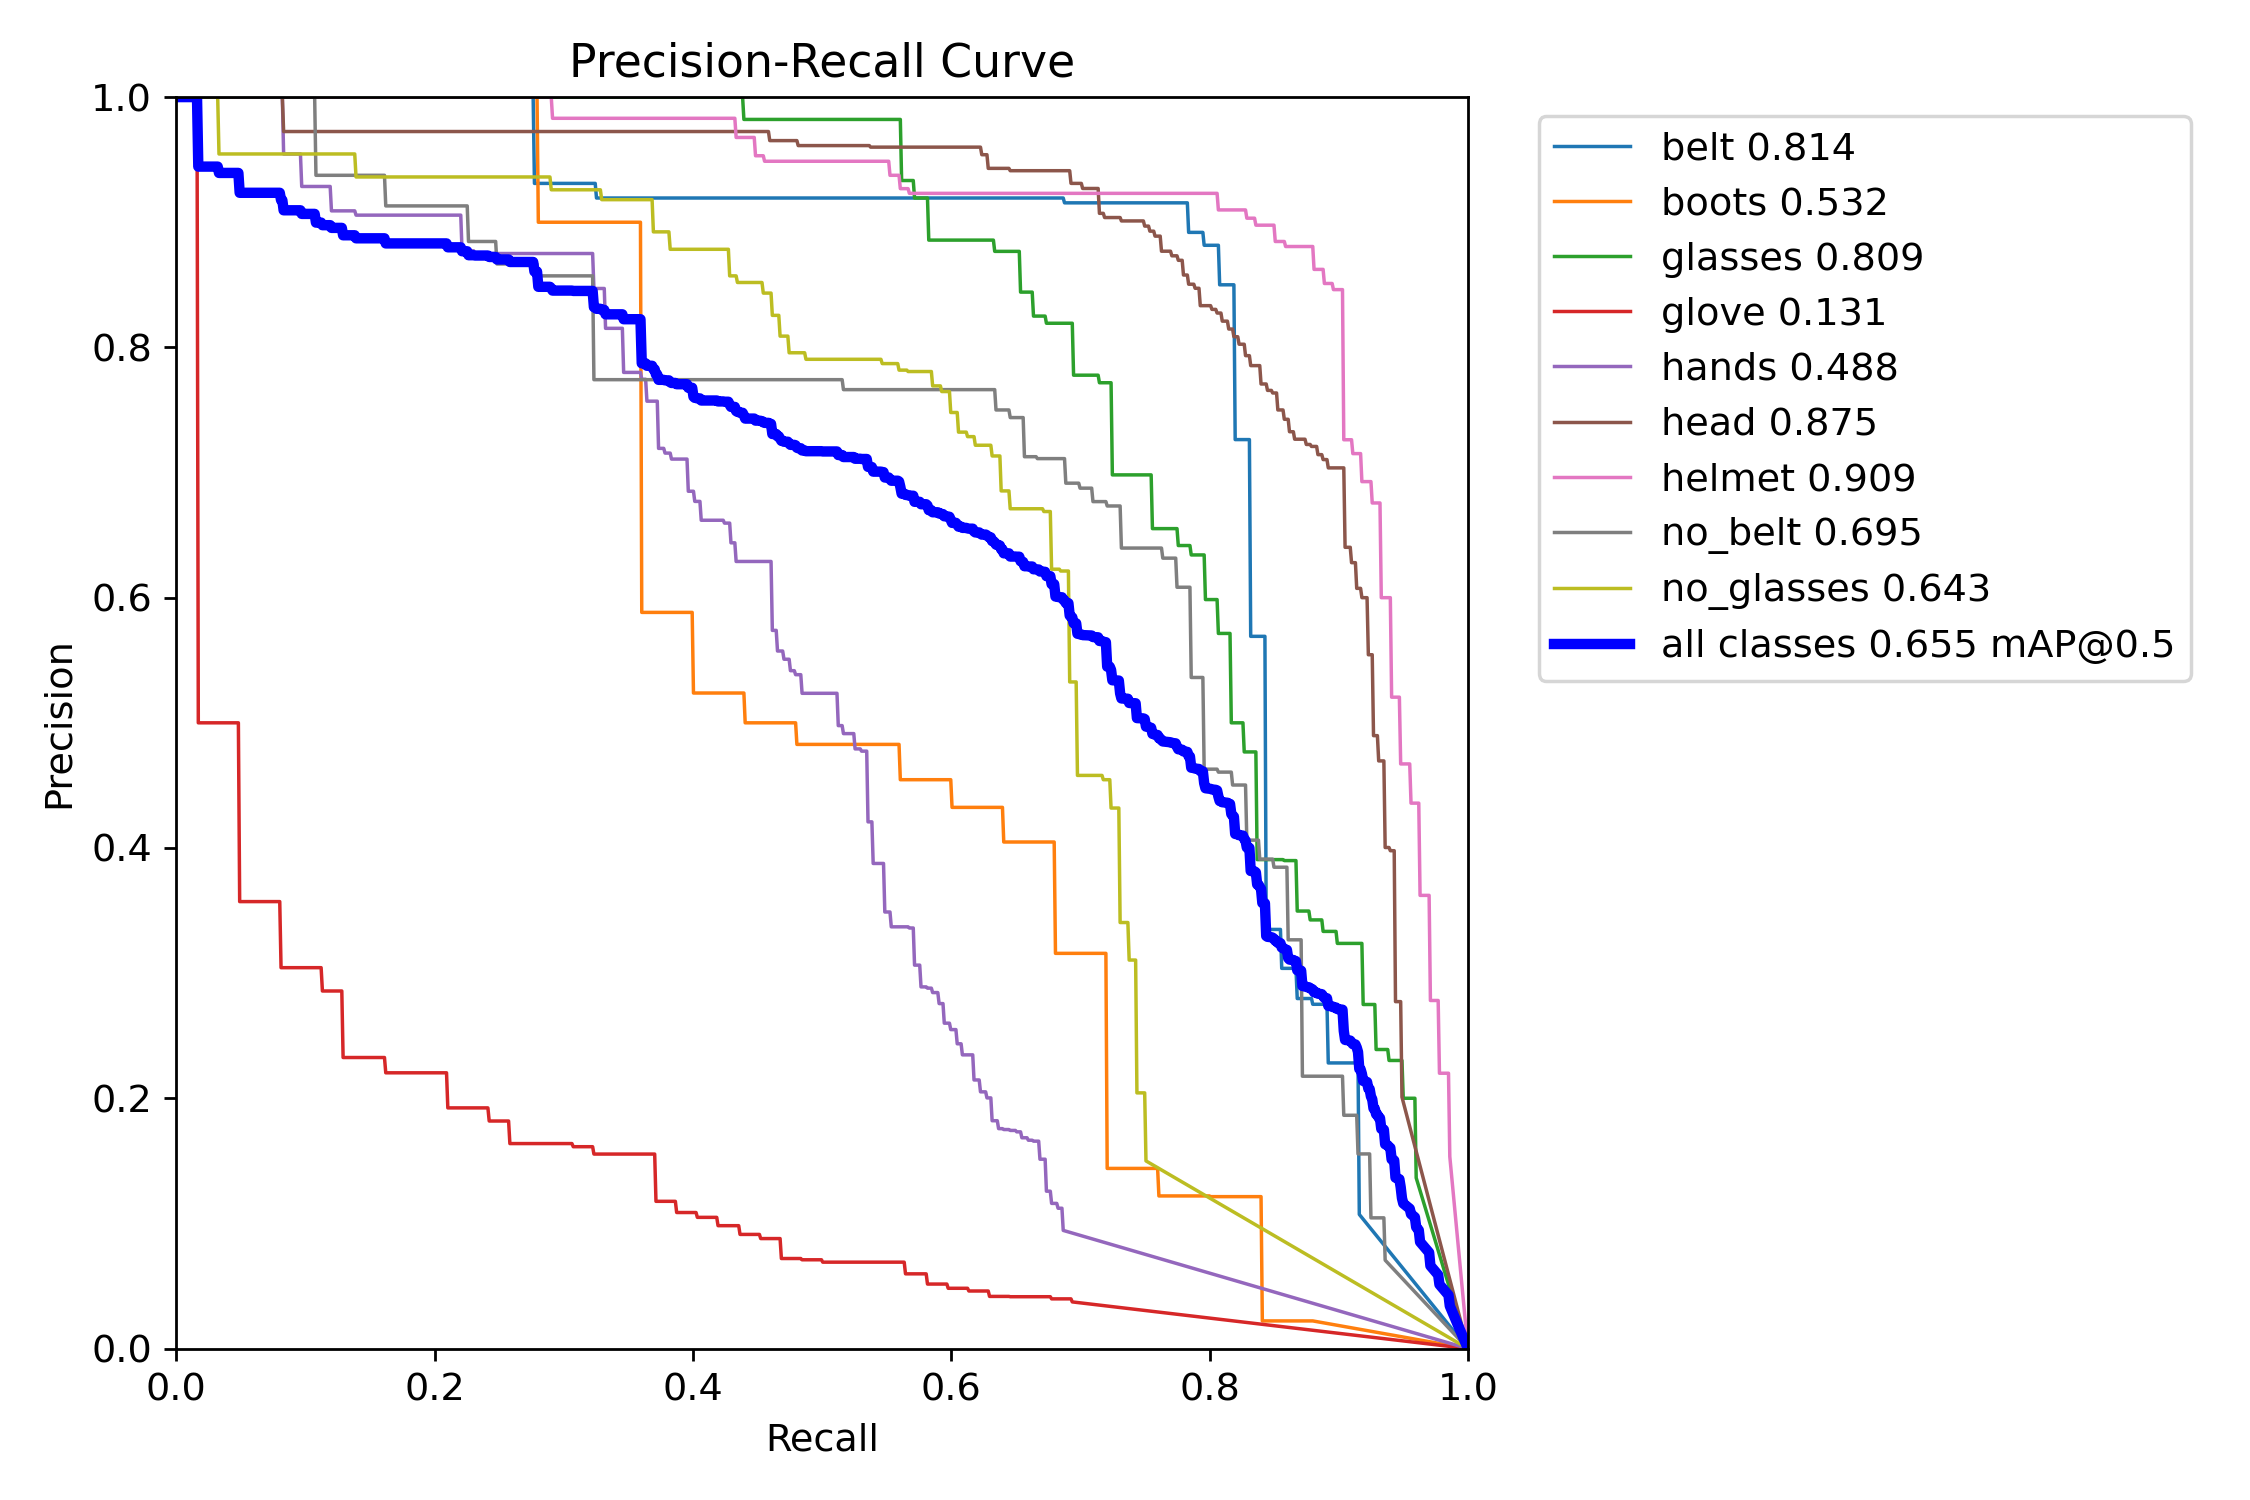 Precision-Recall Curve
1.0
0.8
0.6
0.4
0.2
0.0
Precision
0.0 0.2 0.4 0.6 0.8 1.0
Recall
belt 0.814
boots 0.532
glasses 0.809
glove 0.131
hands 0.488
head 0.875
helmet 0.909
no_belt 0.695
no_glasses 0.643
all classes 0.655 mAP@0.5